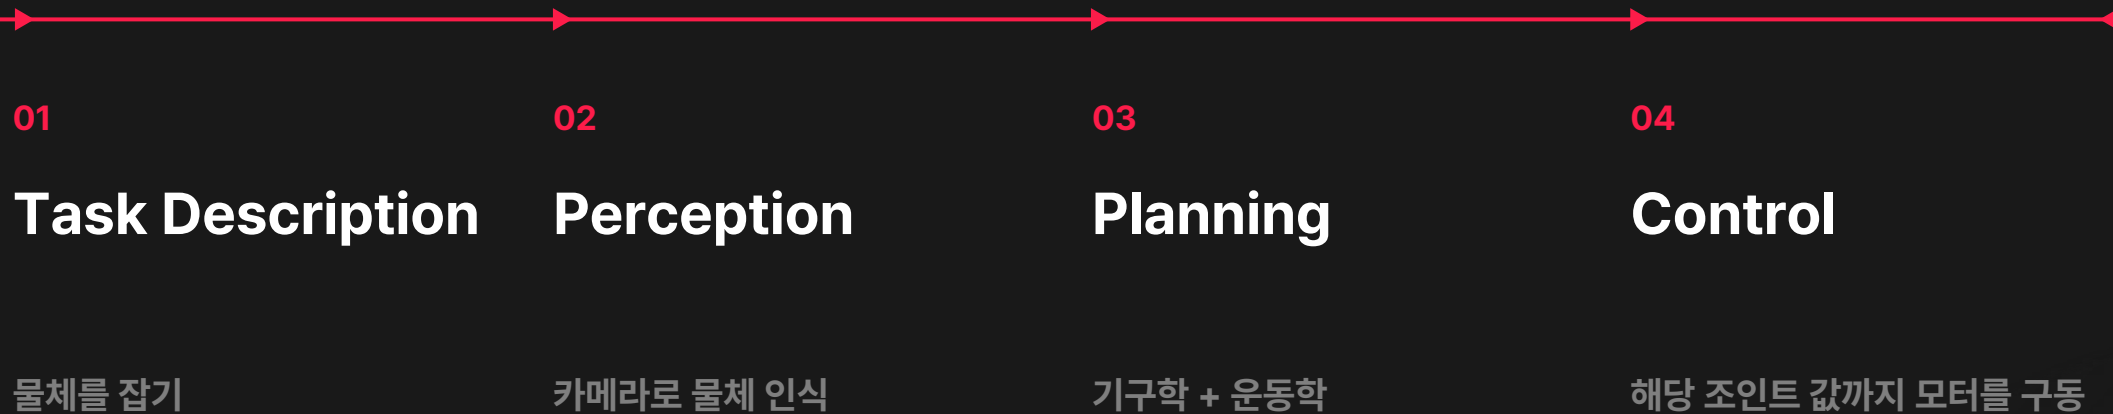 01
Task Description
물체를 잡기
02
Perception
카메라로 물체 인식
03
Planning
기구학 + 운동학
04
Control
해당 조인트 값까지 모터를 구동